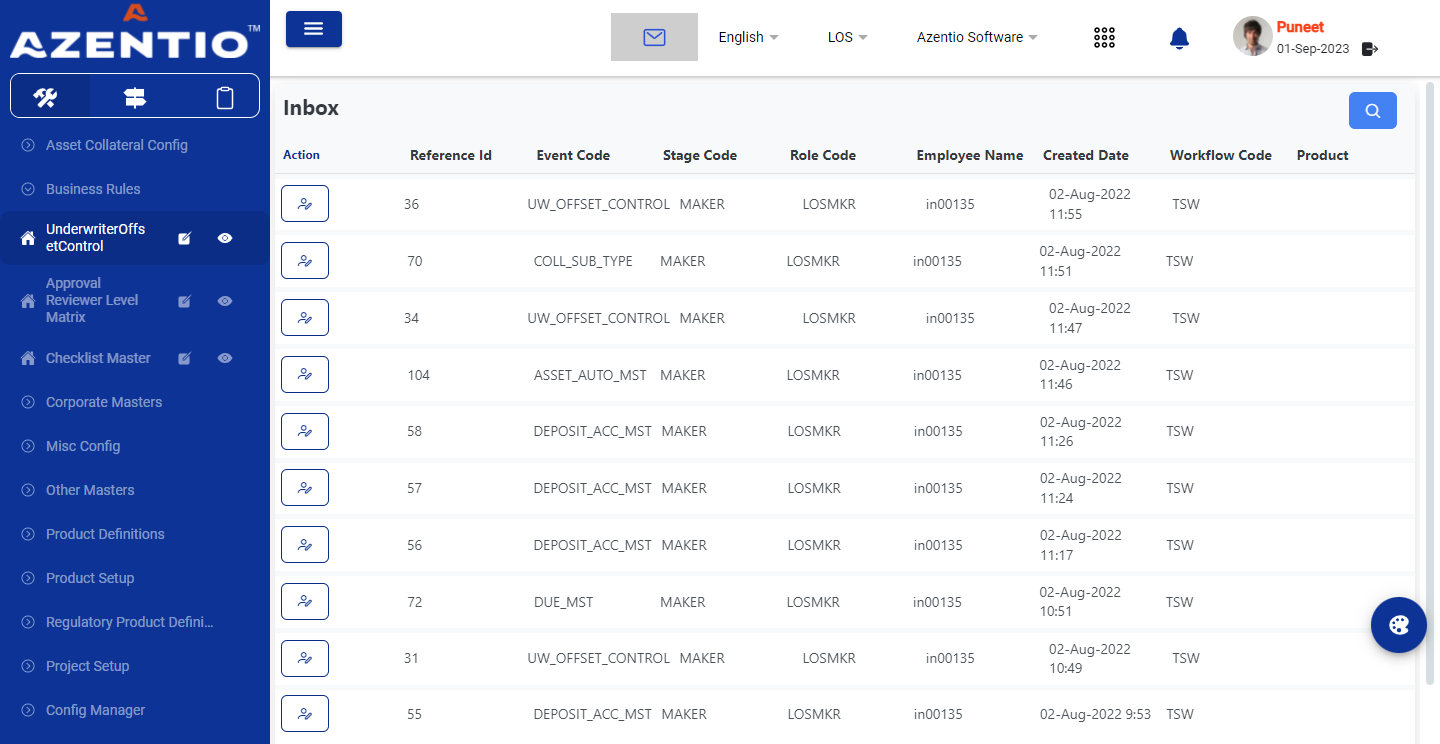 AZENTIO™
English
LOS
Azentio Software
Puneet
01-Sep-2023
Asset Collateral Config
Business Rules
UnderwriterOffs
etControl
Approval
Reviewer Level
Matrix
Checklist Master
Corporate Masters
Misc Config
Other Masters
Product Definitions
Product Setup
Regulatory Product Defini...
Project Setup
Config Manager
Inbox
Action Reference Id Event Code Stage Code Role Code Employee Name Created Date Workflow Code Product
36 UW_OFFSET_CONTROL MAKER LOSMKR in00135 02-Aug-2022 TSW
11:55
70 COLL_SUB_TYPE MAKER LOSMKR in00135 02-Aug-2022 TSW
11:51
34 UW_OFFSET_CONTROL MAKER LOSMKR in00135 02-Aug-2022 TSW
11:47
104 ASSET_AUTO_MST MAKER LOSMKR in00135 02-Aug-2022 TSW
11:46
58 DEPOSIT_ACC_MST MAKER LOSMKR in00135 02-Aug-2022 TSW
11:26
57 DEPOSIT_ACC_MST MAKER LOSMKR in00135 02-Aug-2022 TSW
11:24
56 DEPOSIT_ACC_MST MAKER LOSMKR in00135 02-Aug-2022 TSW
11:17
72 DUE_MST MAKER LOSMKR in00135 02-Aug-2022 TSW
10:51
31 UW_OFFSET_CONTROL MAKER LOSMKR in00135 02-Aug-2022 TSW
10:49
55 DEPOSIT_ACC_MST MAKER LOSMKR in00135 02-Aug-2022 9:53 TSW